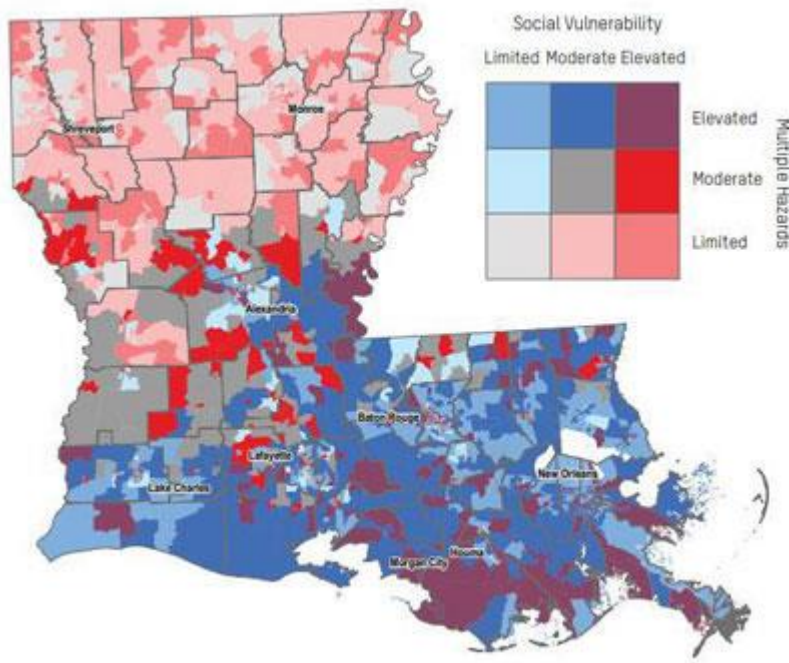 Social Vulnerability
Limited Moderate Elevated
Elevated
Moderate
Limited
Multiple Hazards
Shreveport
Monroe
Alexandria
Baton Rouge
Lafayette
Lake Charles
New Orleans
Houma
Morgan City